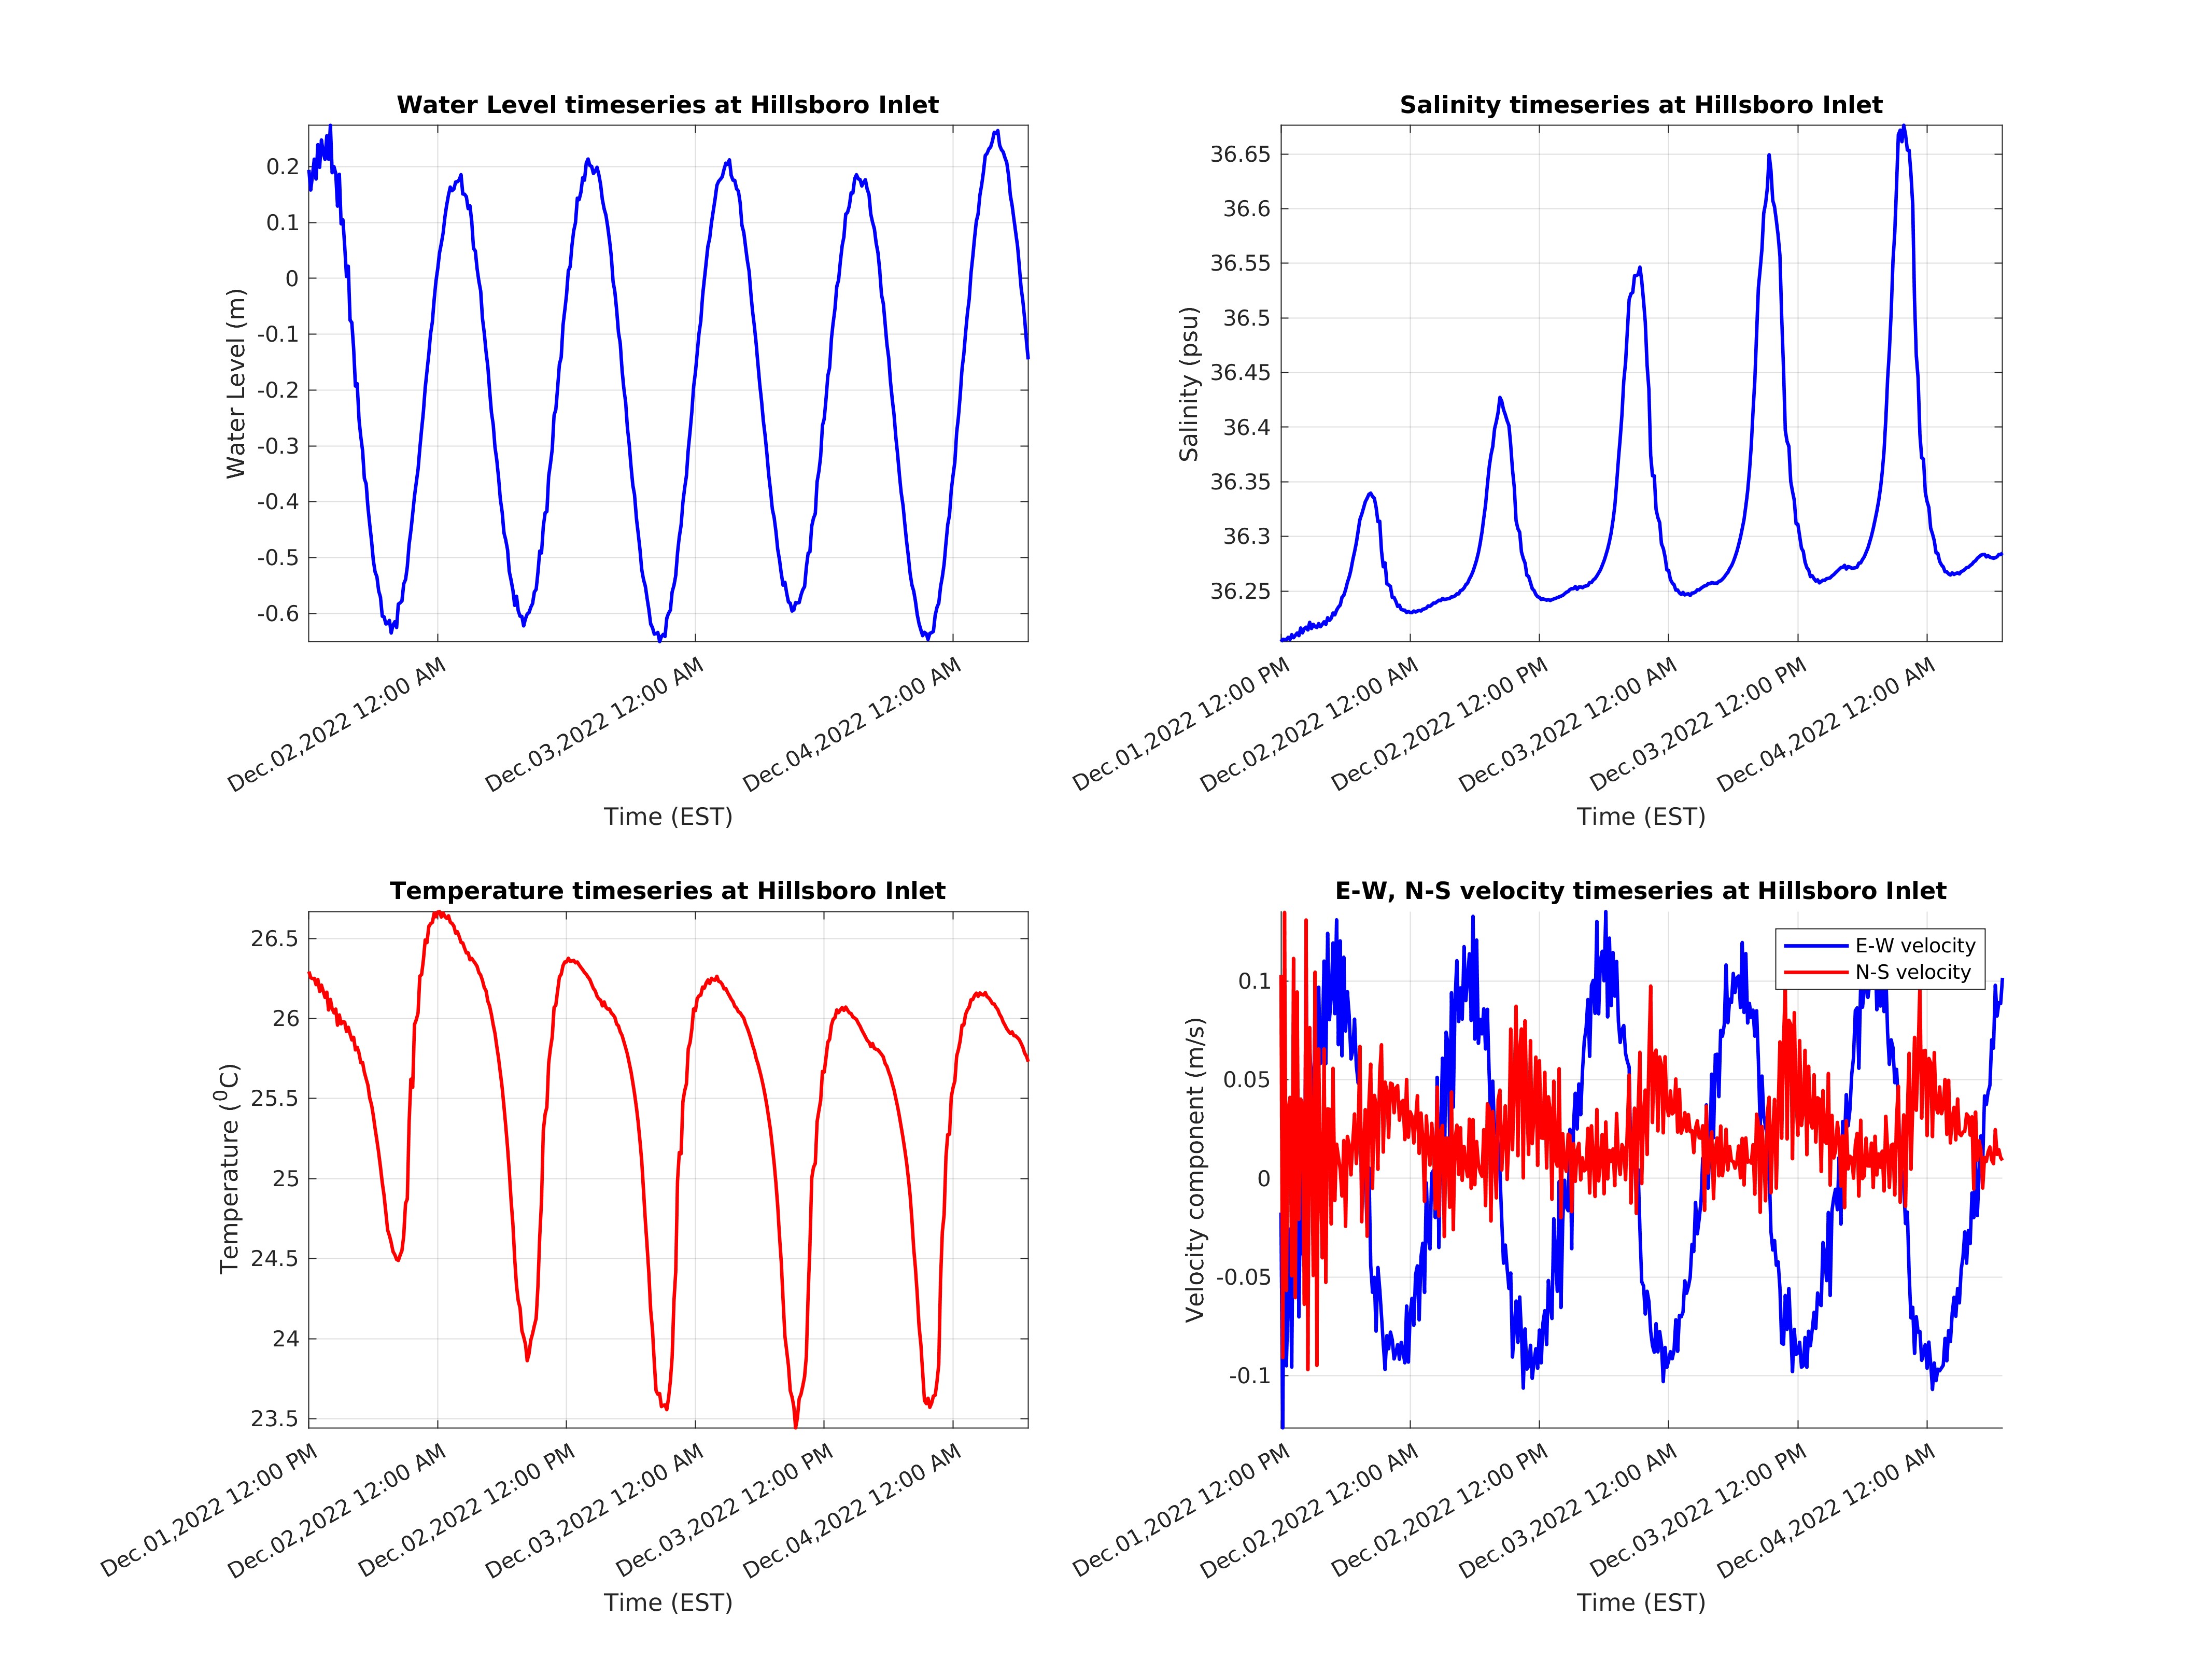 Water Level timeseries at Hillsboro Inlet
Water Level (m)
0.2
0.1
0
-0.1
-0.2
-0.3
-0.4
-0.5
-0.6
Dec.02,2022 12:00 AM
Dec.03,2022 12:00 AM
Dec.04,2022 12:00 AM
Time (EST)
Salinity timeseries at Hillsboro Inlet
Salinity (psu)
36.65
36.6
36.55
36.5
36.45
36.4
36.35
36.3
36.25
Dec.01,2022 12:00 PM
Dec.02,2022 12:00 AM
Dec.02,2022 12:00 PM
Dec.03,2022 12:00 AM
Dec.03,2022 12:00 PM
Dec.04,2022 12:00 AM
Time (EST)
Temperature timeseries at Hillsboro Inlet
Temperature (⁰C)
26.5
26
25.5
25
24.5
24
23.5
Dec.01,2022 12:00 PM
Dec.02,2022 12:00 AM
Dec.02,2022 12:00 PM
Dec.03,2022 12:00 AM
Dec.03,2022 12:00 PM
Dec.04,2022 12:00 AM
Time (EST)
E-W, N-S velocity timeseries at Hillsboro Inlet
E-W velocity
N-S velocity
Velocity component (m/s)
0.1
0.05
0
-0.05
-0.1
Dec.01,2022 12:00 PM
Dec.02,2022 12:00 AM
Dec.02,2022 12:00 PM
Dec.03,2022 12:00 AM
Dec.03,2022 12:00 PM
Dec.04,2022 12:00 AM
Time (EST)